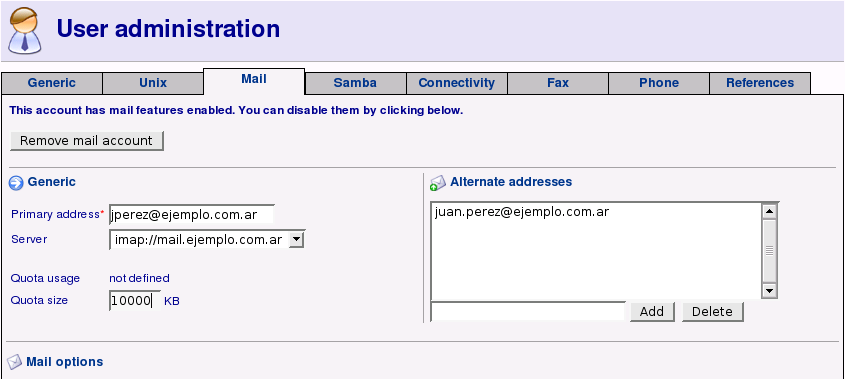 User administration
Generic Unix Mail Samba Connectivity Fax Phone References
This account has mail features enabled. You can disable them by clicking below.
Remove mail account
Generic
Primary address* jperez@ejemplo.com.ar
Server imap://mail.ejemplo.com.ar
Quota usage not defined
Quota size 10000 KB
Alternate addresses
juan.perez@ejemplo.com.ar
Add Delete
Mail options